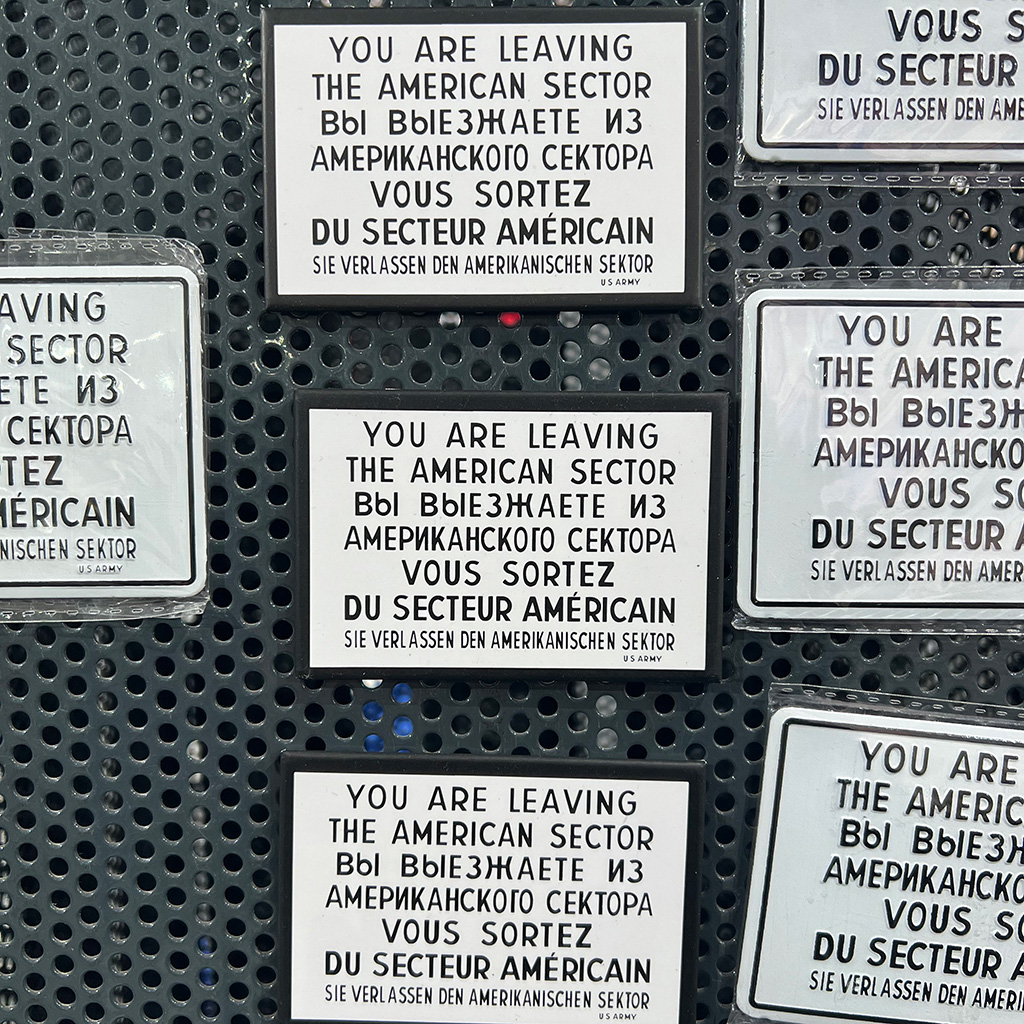 YOU ARE LEAVING
THE AMERICAN SECTOR
ВЫ ВЫЕЗЖАЕТЕ ИЗ
АМЕРИКАНСКОГО СЕКТОРА
VOUS SORTEZ
DU SECTEUR AMÉRICAIN
SIE VERLASSEN DEN AMERIKANISCHEN SEKTOR
US ARMY
VOUS
DU SECTEUR
SIE VERLASSEN DEN
SECTOR
ИЗ
СЕКТОРА
SEKTOR
US ARMY
YOU ARE LEAVING
THE AMERICAN SECTOR
ВЫ ВЫЕЗЖАЕТЕ ИЗ
АМЕРИКАНСКОГО СЕКТОРА
VOUS SORTEZ
DU SECTEUR AMÉRICAIN
SIE VERLASSEN DEN AMERIKANISCHEN SEKTOR
US ARMY
YOU ARE
THE
ВЫ
VOUS
DU SECTEUR
SIE VERLASSEN DEN
YOU ARE LEAVING
THE AMERICAN SECTOR
ВЫ ВЫЕЗЖАЕТЕ ИЗ
АМЕРИКАНСКОГО СЕКТОРА
VOUS SORTEZ
DU SECTEUR AMÉRICAIN
SIE VERLASSEN DEN AMERIKANISCHEN SEKTOR
US ARMY
YOU ARE
THE
ВЫ
VOUS
DU SECTEUR
SIE VERLASSEN DEN